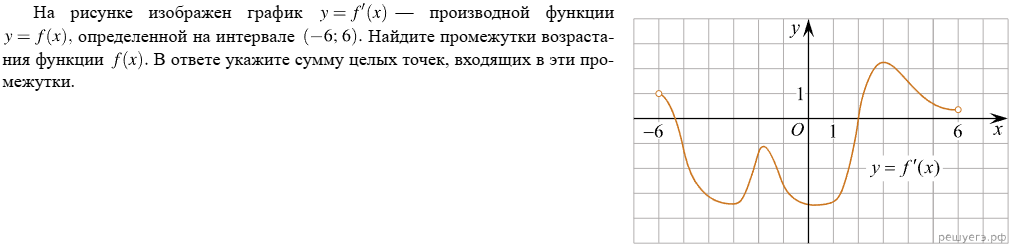 На рисунке изображен график y = f′(x) — производной функции
y = f(x), определенной на интервале (−6; 6). Найдите промежутки возраста-
ния функции f(x). В ответе укажите сумму целых точек, входящих в эти про-
межутки.
y
1
−6 O 1 6 x
y = f′(x)
решуегэ.рф